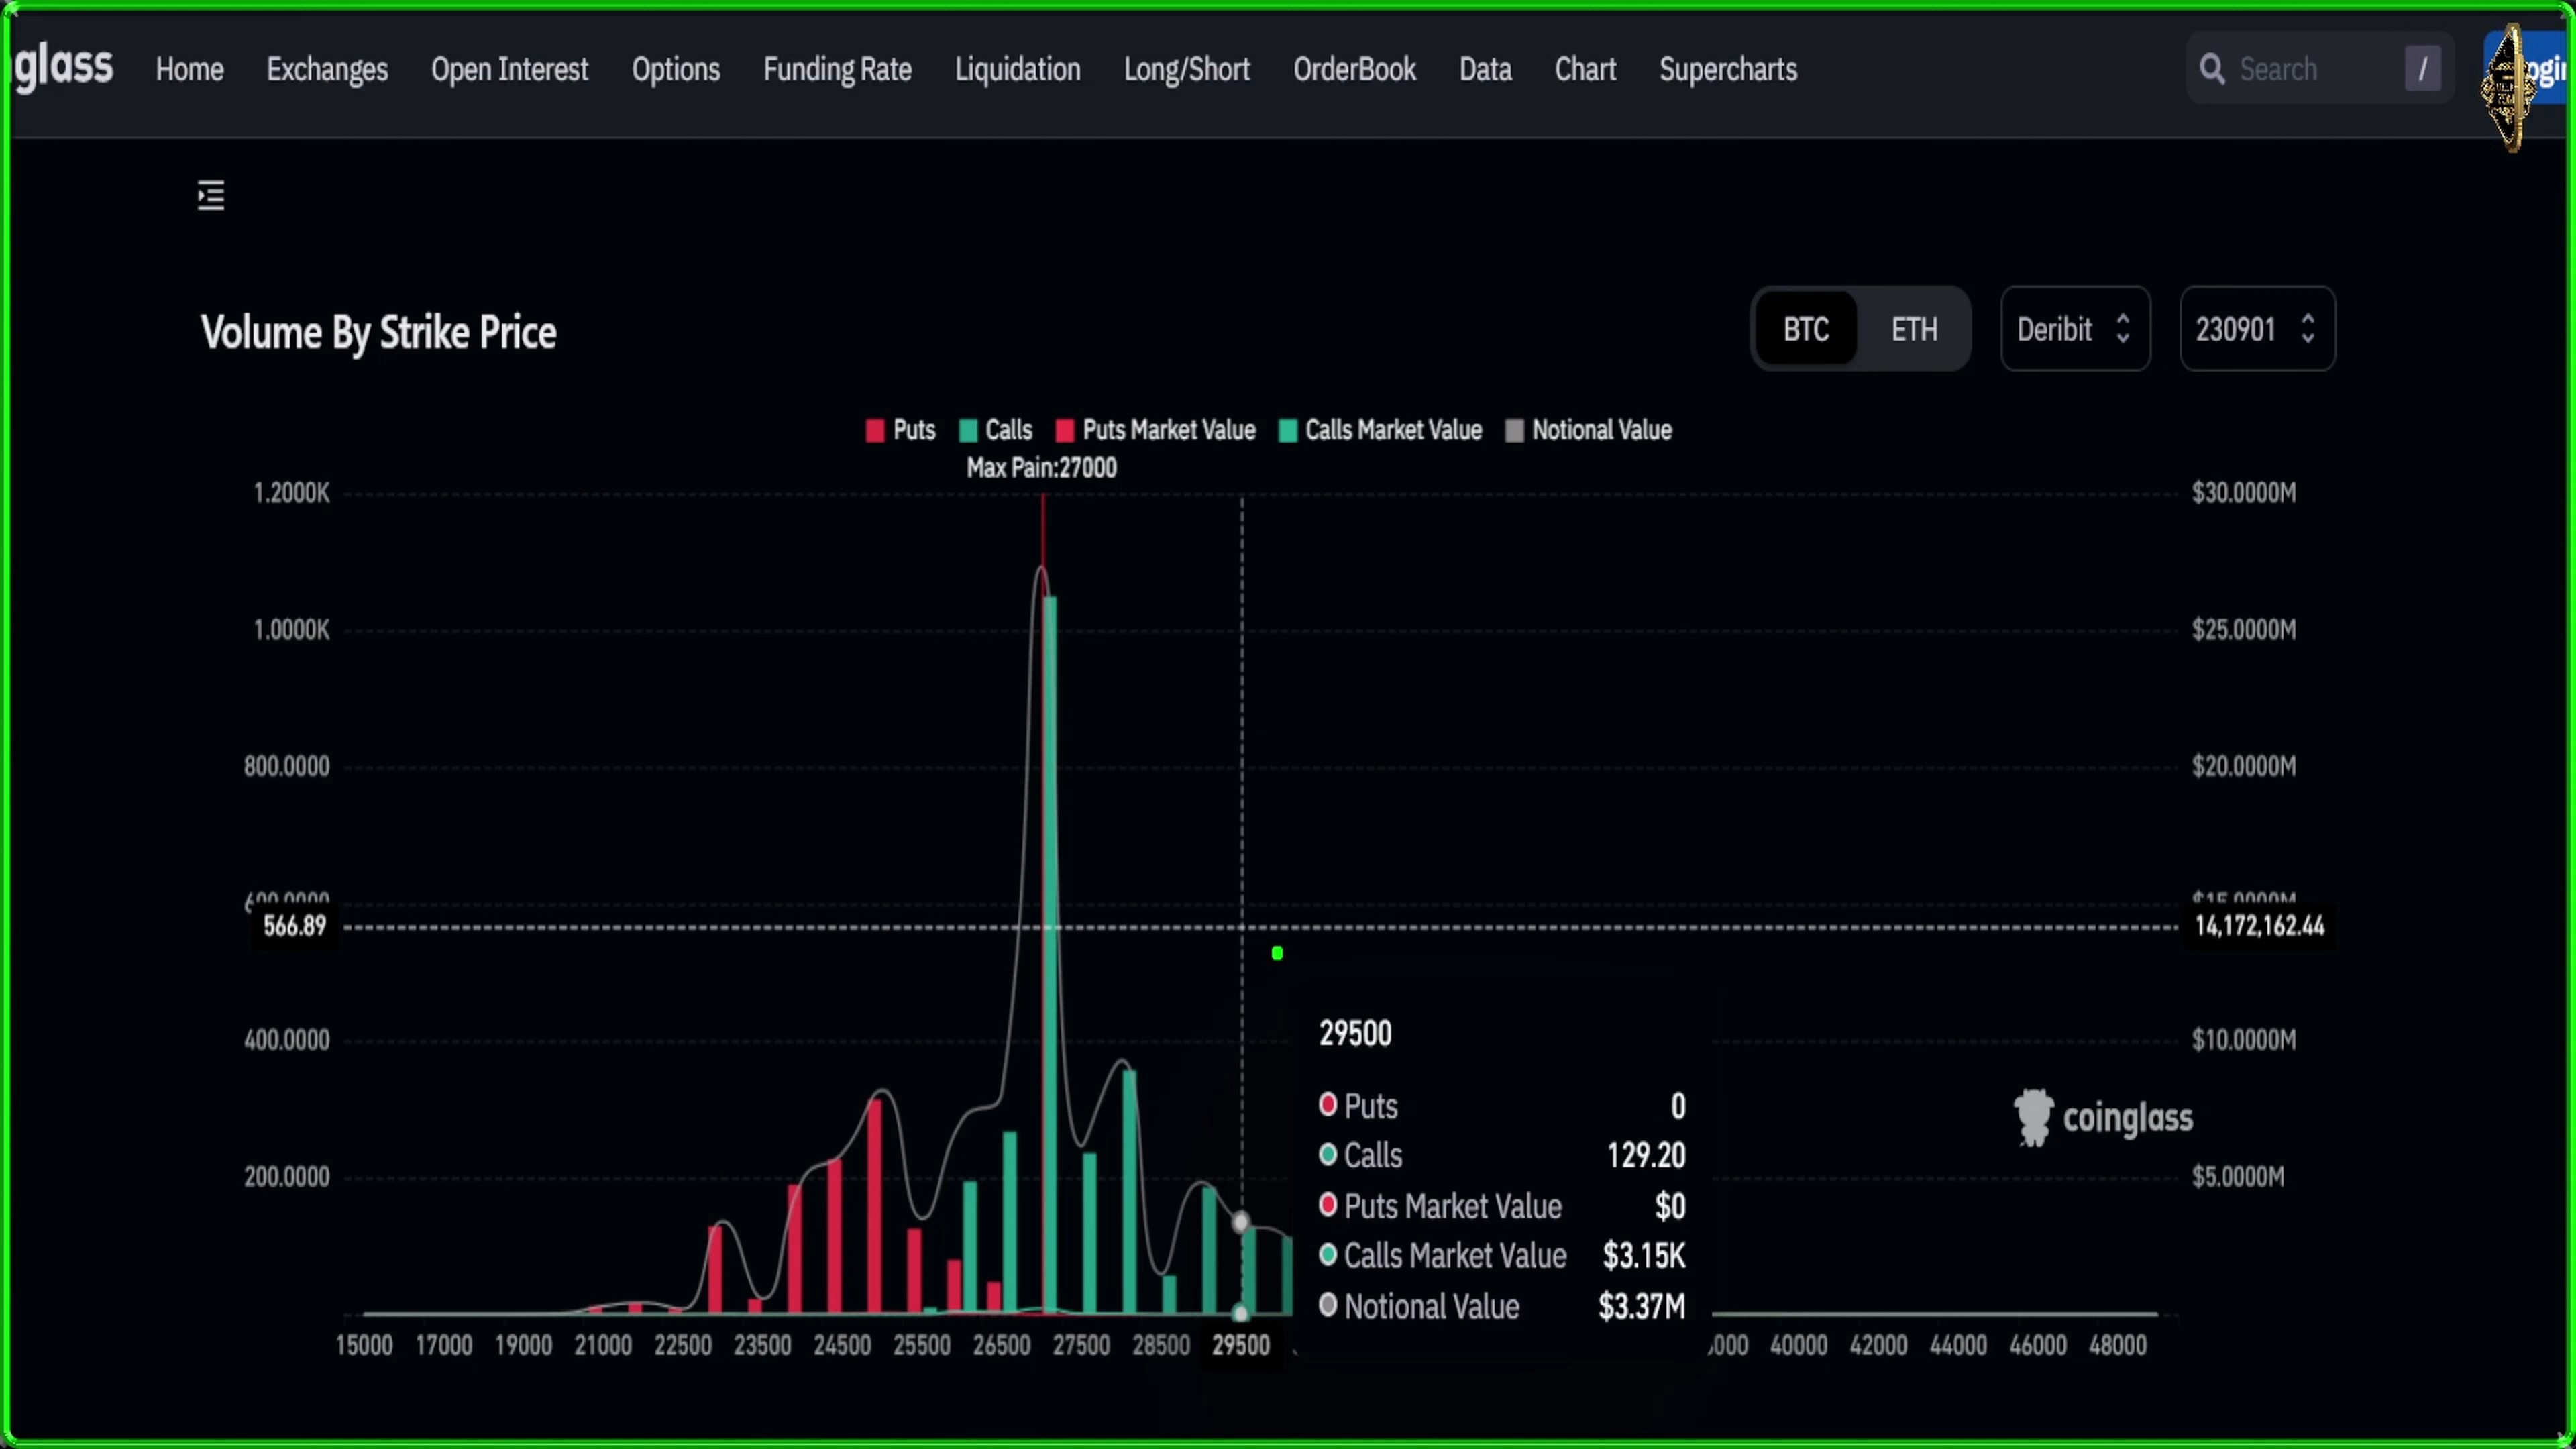 glass Home Exchanges Open Interest Options Funding Rate Liquidation Long/Short OrderBook Data Chart Supercharts Search /
Volume By Strike Price
BTC ETH Deribit 230901
Puts Calls Puts Market Value Calls Market Value Notional Value
Max Pain:27000
1.2000K $30.0000M
1.0000K $25.0000M
800.0000 $20.0000M
566.89 14,172,162.44
29500
400.0000 $10.0000M
Puts 0
coinglass
Calls 129.20
200.0000 $5.0000M
Puts Market Value $0
Calls Market Value $3.15K
Notional Value $3.37M
15000 17000 19000 21000 22500 23500 24500 25500 26500 27500 28500 29500 40000 42000 44000 46000 48000